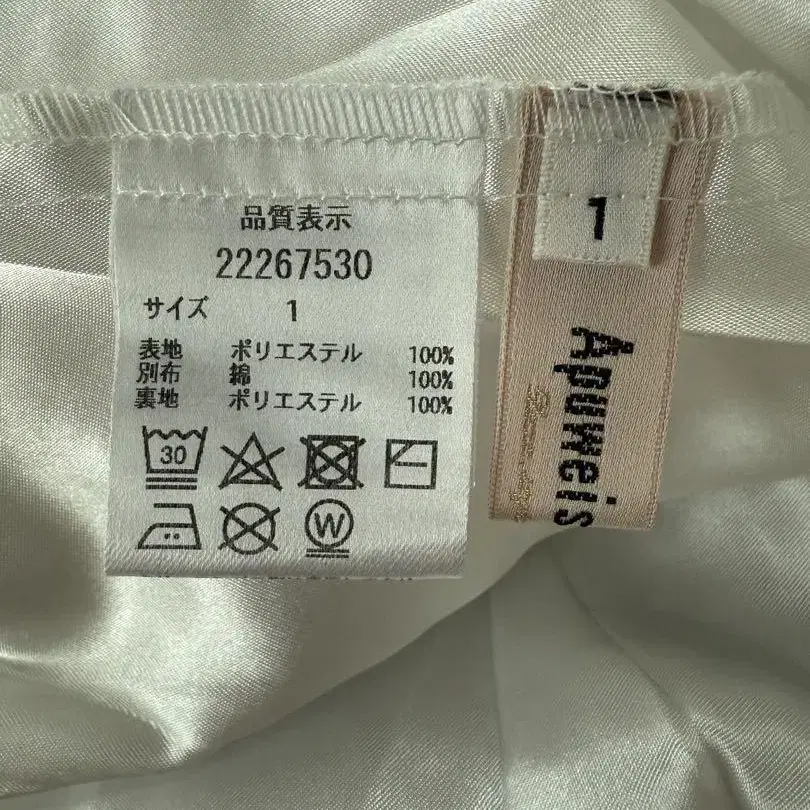 品質表示
22267530
サイズ 1
表地 ポリエステル 100%
別布 綿 100%
裏地 ポリエステル 100%
30
W
1
Apuweis